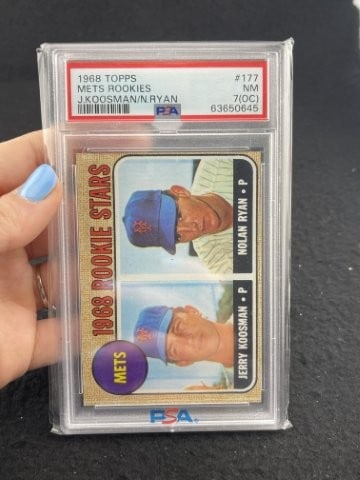 1968 TOPPS #177
METS ROOKIES NM
J.KOOSMAN/N.RYAN 7(OC)
PSA 63650645
1968 ROOKIE STARS
METS
NOLAN RYAN • P
JERRY KOOSMAN • P
PSA